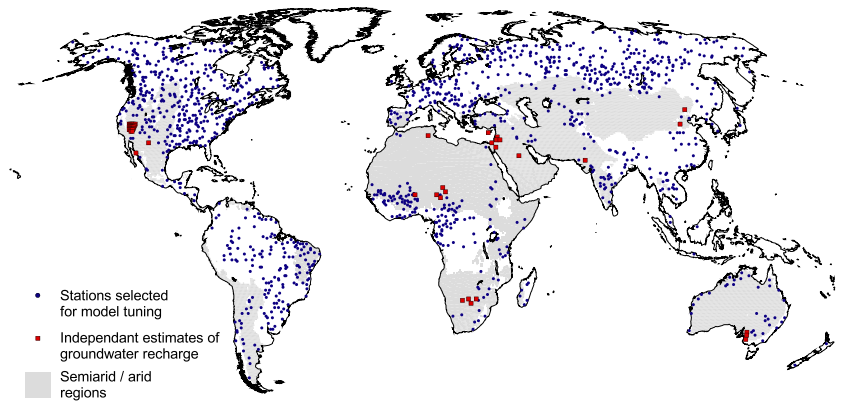 Stations selected
for model tuning
Independant estimates of
groundwater recharge
Semiarid / arid
regions